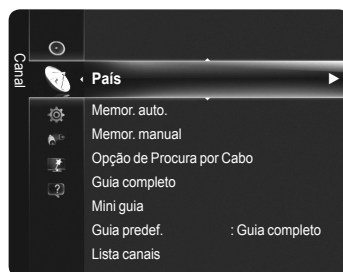 Canal
País
Memor. auto.
Memor. manual
Opção de Procura por Cabo
Guia completo
Mini guia
Guia predef. : Guia completo
Lista canais